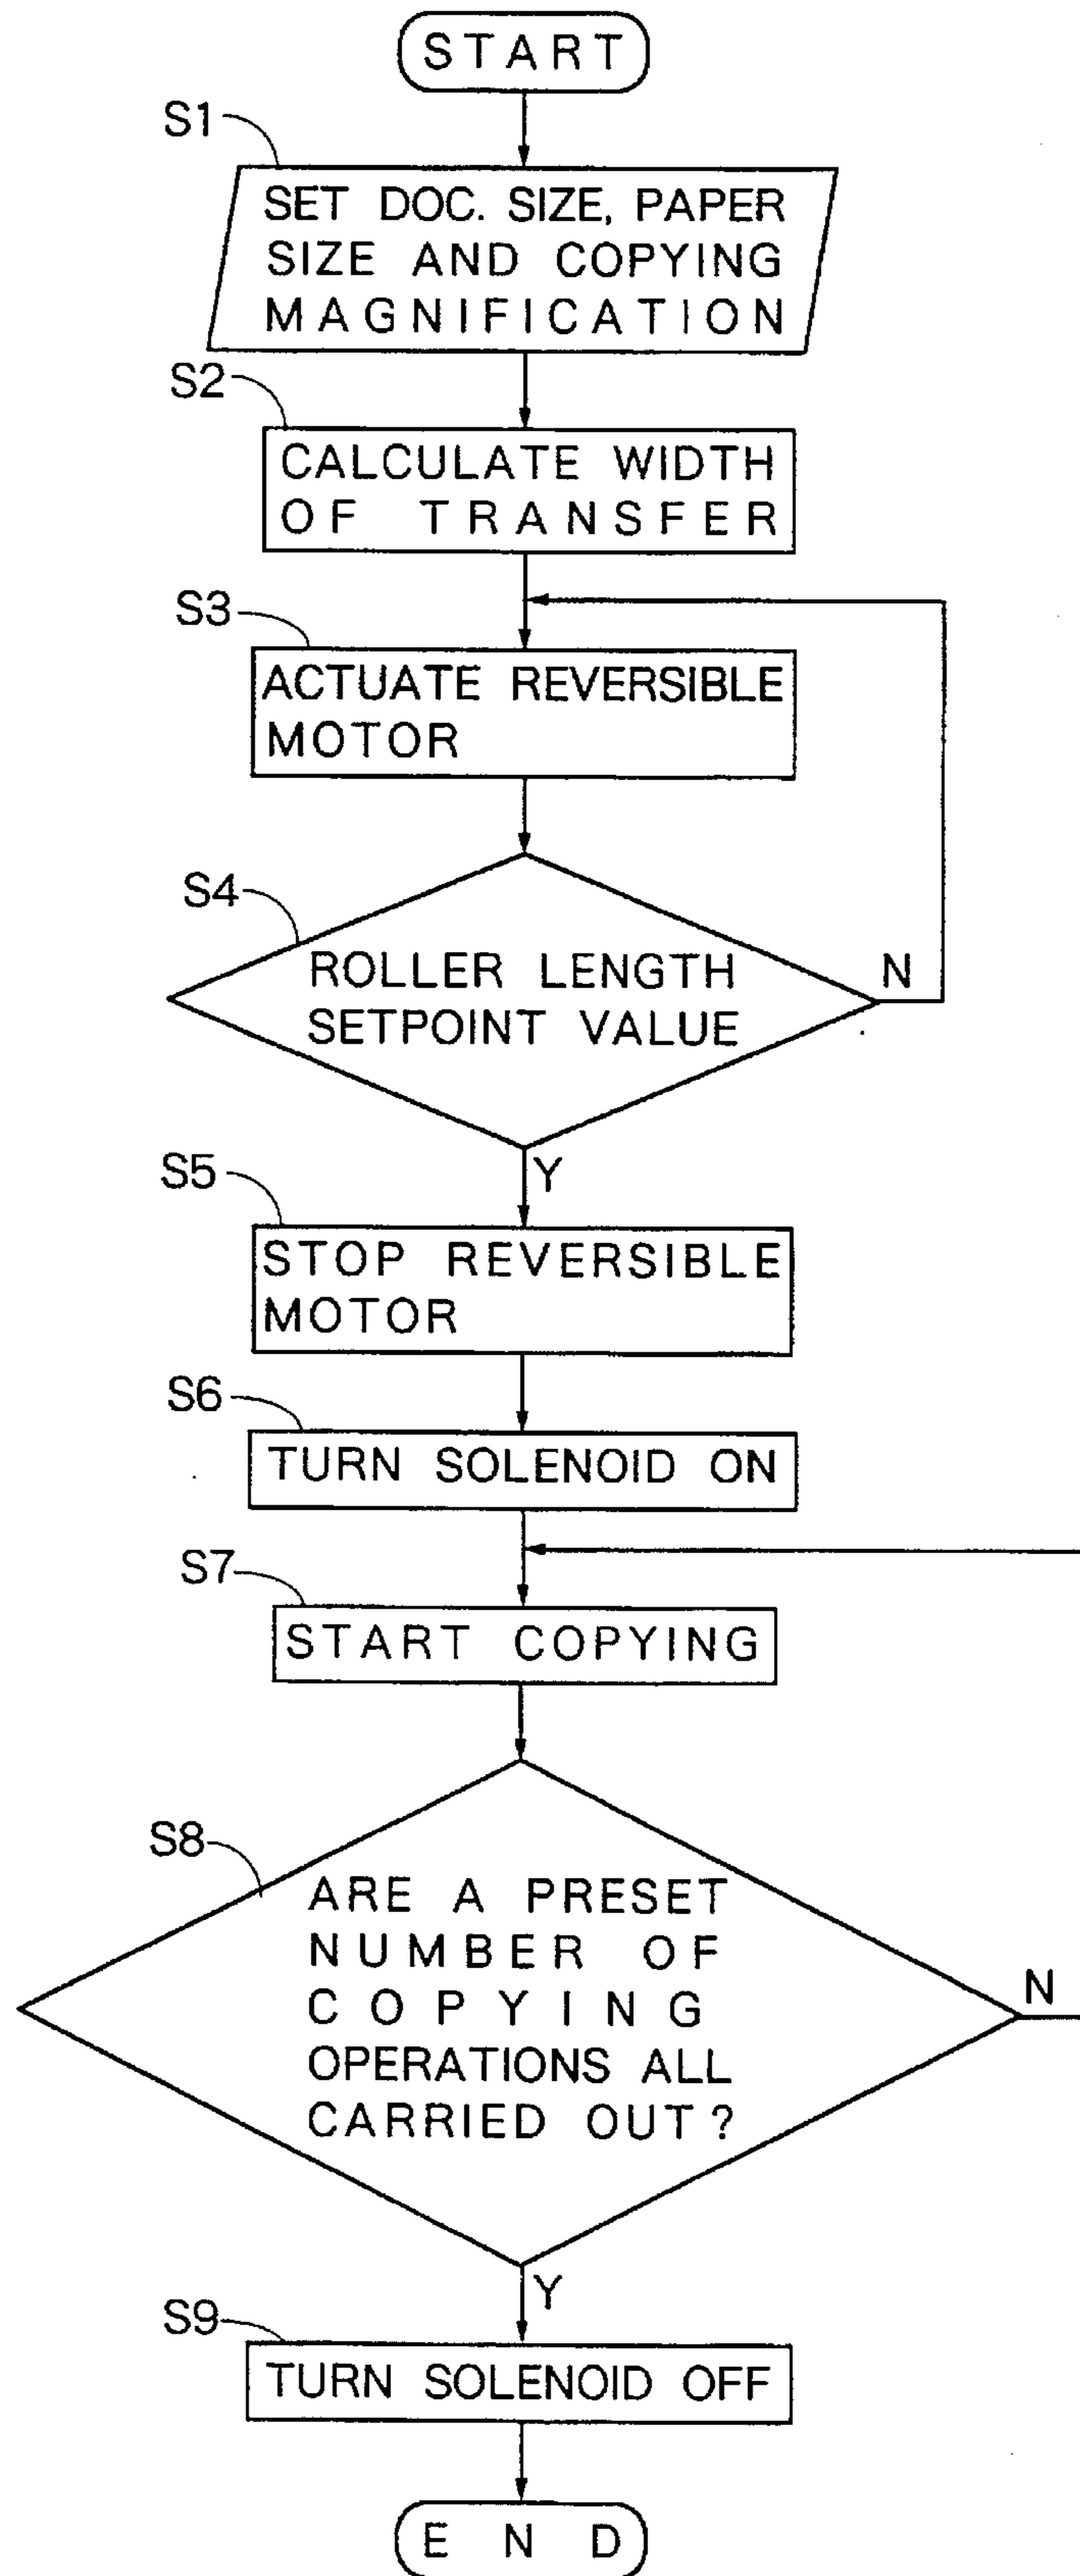 START
S1
SET DOC. SIZE, PAPER
SIZE AND COPYING
MAGNIFICATION
S2
CALCULATE WIDTH
OF TRANSFER
S3
ACTUATE REVERSIBLE
MOTOR
S4
ROLLER LENGTH
SETPOINT VALUE
N
Y
S5
STOP REVERSIBLE
MOTOR
S6
TURN SOLENOID ON
S7
START COPYING
S8
ARE A PRESET
NUMBER OF
COPYING
OPERATIONS ALL
CARRIED OUT?
N
Y
S9
TURN SOLENOID OFF
END